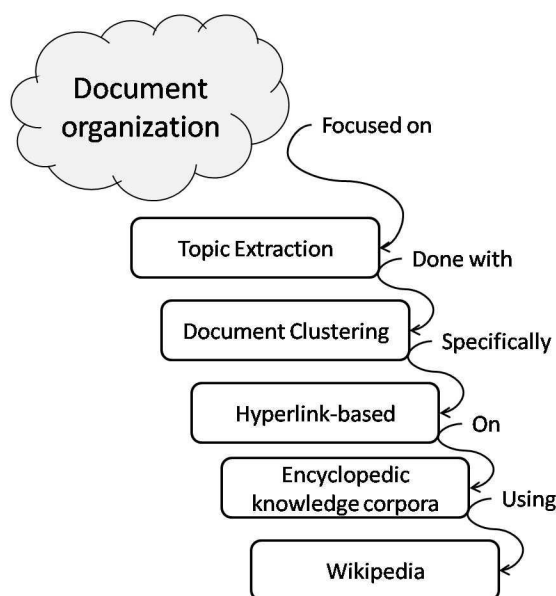 Document
organization
Focused on
Topic Extraction
Done with
Document Clustering
Specifically
Hyperlink-based
On
Encyclopedic
knowledge corpora
Using
Wikipedia